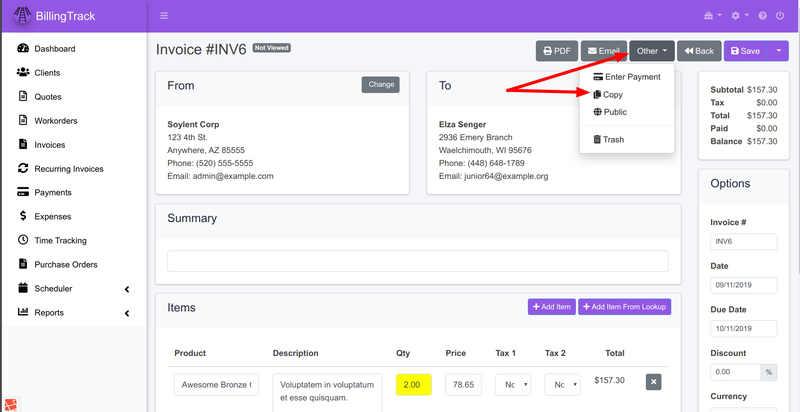 BillingTrack
Dashboard
Clients
Quotes
Workorders
Invoices
Recurring Invoices
Payments
Expenses
Time Tracking
Purchase Orders
Scheduler
Reports
Invoice #INV6 Not Viewed
PDF Email Other Back Save
Enter Payment
Copy
Public
Trash
From Change
Soylent Corp
123 4th St.
Anywhere, AZ 85555
Phone: (520) 555-5555
Email: admin@example.com
To
Elza Senger
2936 Emery Branch
Waelchimouth, WI 95676
Phone: (448) 648-1789
Email: junior64@example.org
Subtotal $157.30
Tax $0.00
Total $157.30
Paid $0.00
Balance $157.30
Summary
Items Add Item Add Item From Lookup
Product Description Qty Price Tax 1 Tax 2 Total
Awesome Bronze Voluptatem in voluptatum 2.00 78.65 Nc Nc $157.30
et esse quisquam.
Options
Invoice #
INV6
Date
09/11/2019
Due Date
10/11/2019
Discount
0.00 %
Currency